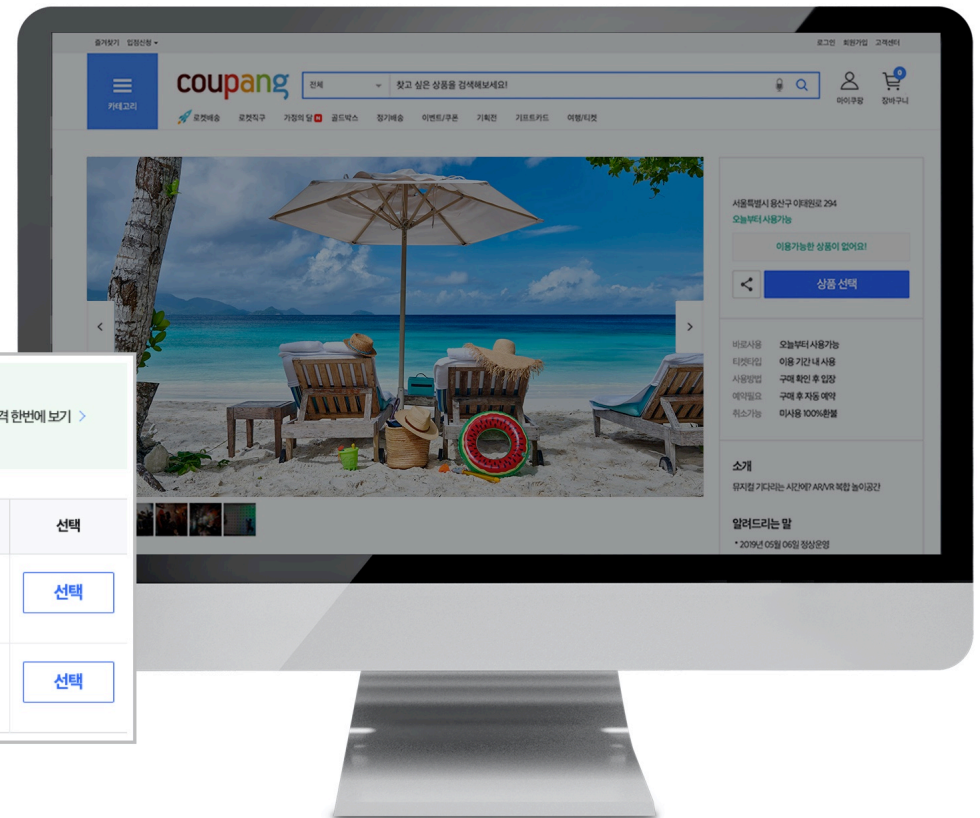 즐겨찾기 입점신청
로그인 회원가입 고객센터
카테고리
coupang
전체
찾고 싶은 상품을 검색해보세요!
마이쿠팡
0
장바구니
로켓배송 로켓직구 가정의 달 N 골드박스 정기배송 이벤트/쿠폰 기획전 기프트카드 여행/티켓
서울특별시 용산구 이태원로 294
오늘부터 사용가능
이용가능한 상품이 없어요!
상품 선택
바로사용 오늘부터 사용가능
티켓타입 이용 기간 내 사용
사용방법 구매 확인 후 입장
예약필요 구매 후 자동 예약
취소가능 미사용 100%환불
소개
뮤지컬 기다리는 시간에? AR/VR 복합 놀이공간
알려드리는 말
* 2019년 05월 06일 정상운영
격 한번에 보기 >
선택
선택
선택